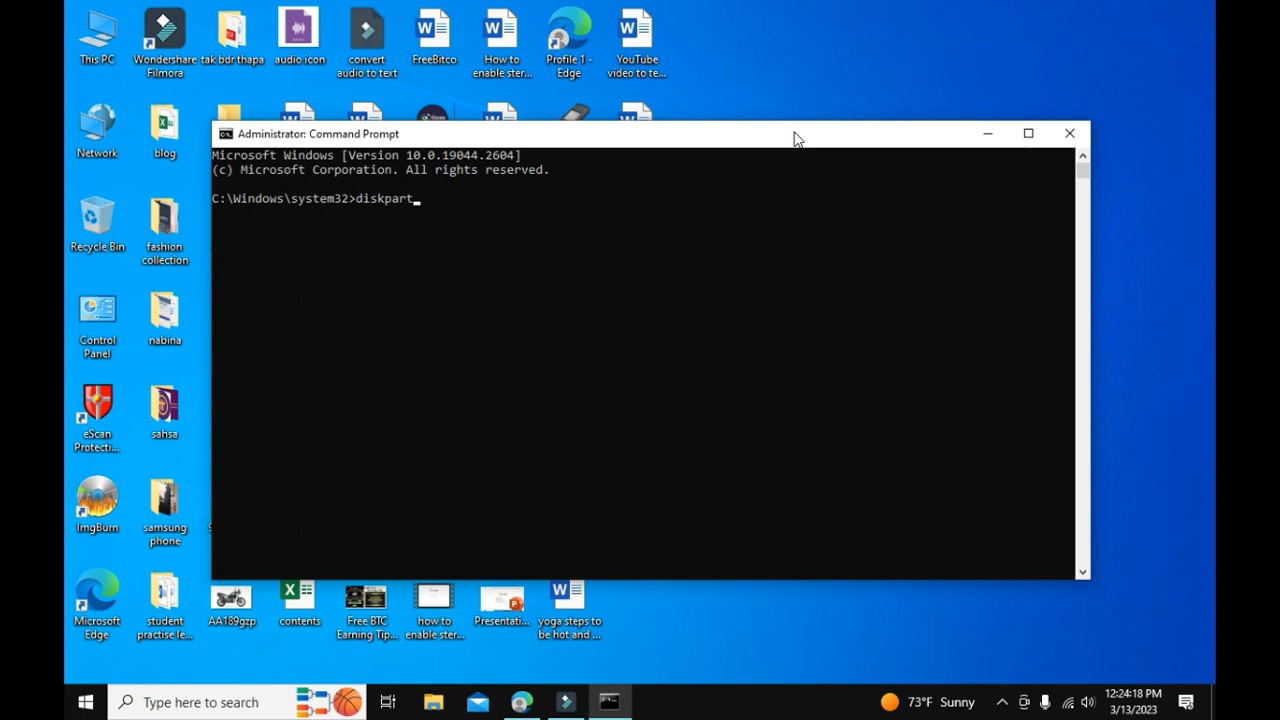 This PC
Wondershare
Filmora
tak bdr thapa
audio icon
convert
audio to text
FreeBitco
How to
enable ster...
Profile 1 -
Edge
YouTube
video to te...
Network
blog
Administrator: Command Prompt
Microsoft Windows [Version 10.0.19044.2604]
(c) Microsoft Corporation. All rights reserved.
C:\Windows\system32>diskpart
Recycle Bin
fashion
collection
Control
Panel
nabina
eScan
Protecti...
sahsa
ImgBurn
samsung
phone
Microsoft
Edge
student
practise le...
AA189gzp
contents
Free BTC
Earning Tip...
how to
enable ster...
Presentati...
yoga steps to
be hot and ...
Type here to search
73°F Sunny
12:24:18 PM
3/13/2023